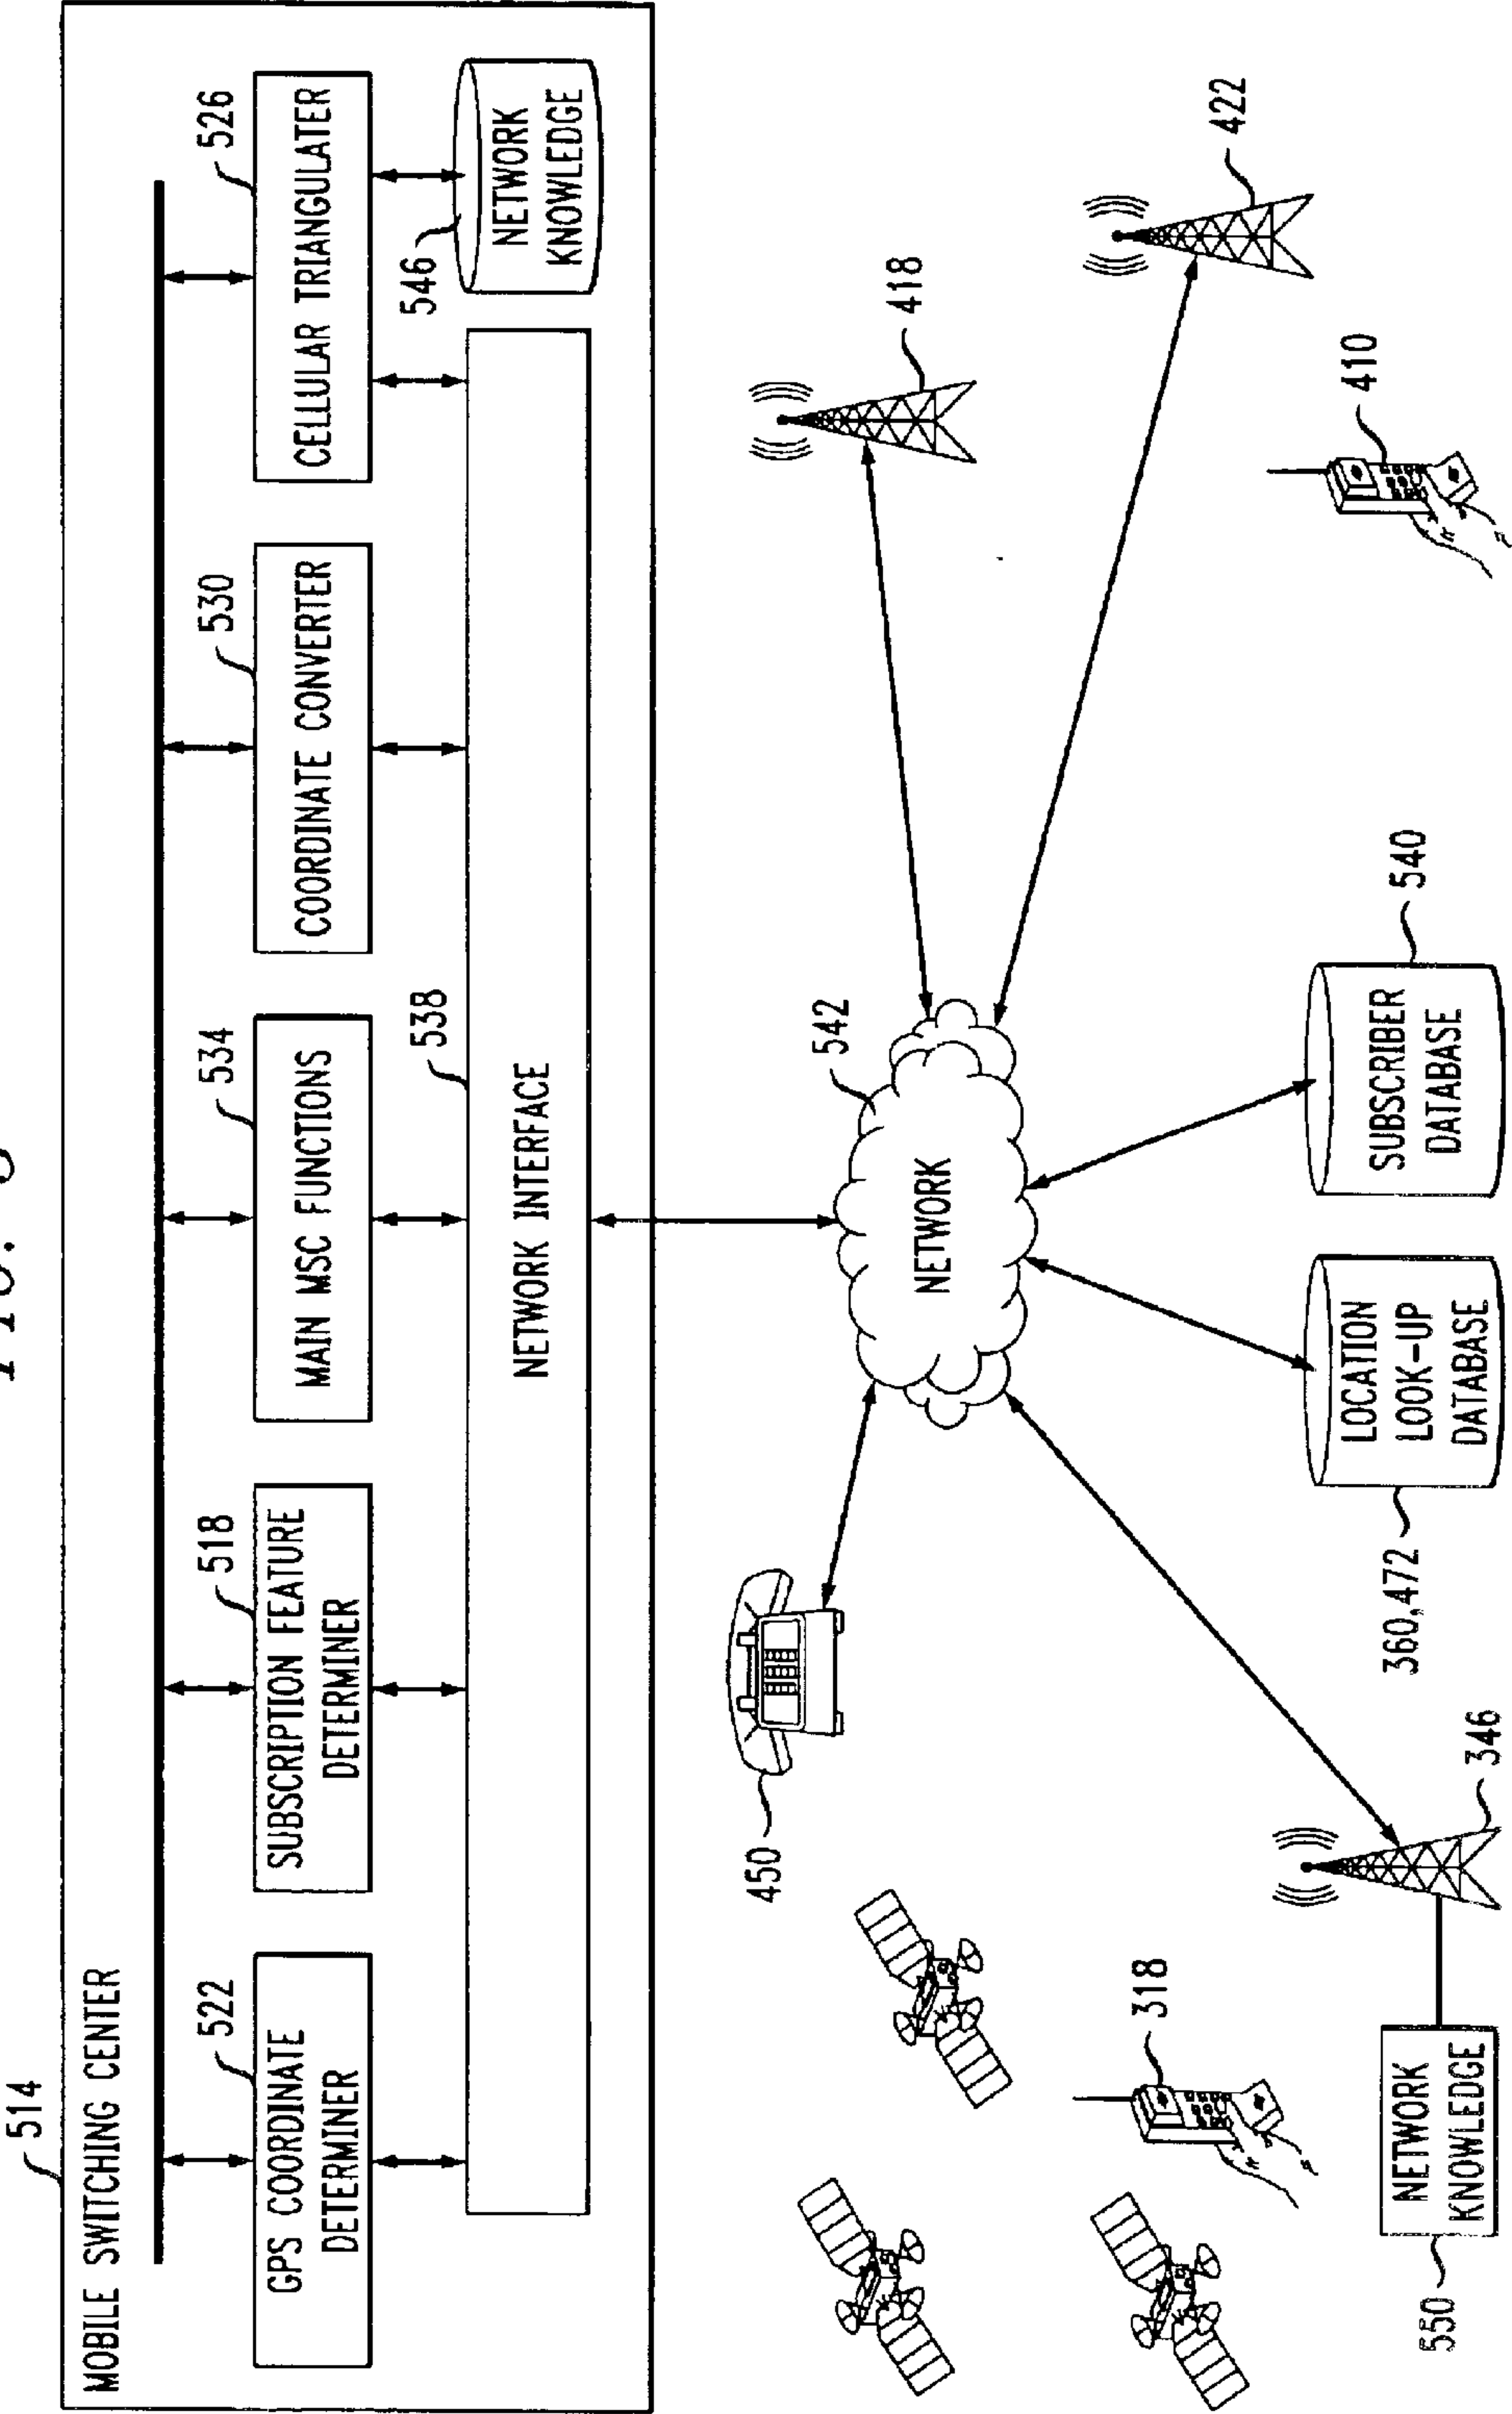 514
MOBILE SWITCHING CENTER
522
GPS COORDINATE
DETERMINER
518
SUBSCRIPTION FEATURE
DETERMINER
534
MAIN MSC FUNCTIONS
530
COORDINATE CONVERTER
526
CELLULAR TRIANGULATER
538
NETWORK INTERFACE
546
NETWORK
KNOWLEDGE
450
542
NETWORK
418
422
410
318
346
550
NETWORK
KNOWLEDGE
360,472
LOCATION
LOOK-UP
DATABASE
540
SUBSCRIBER
DATABASE